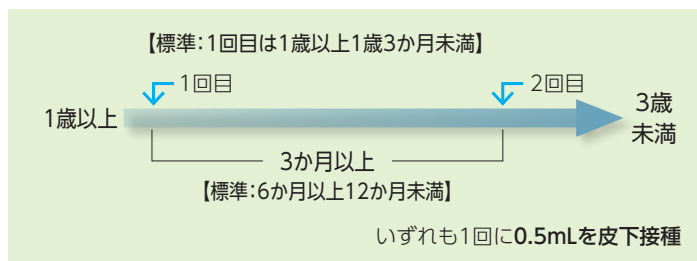 【標準：1回目は1歳以上1歳3か月未満】
1回目
2回目
1歳以上
3歳
未満
3か月以上
【標準：6か月以上12か月未満】
いずれも1回に0.5mLを皮下接種